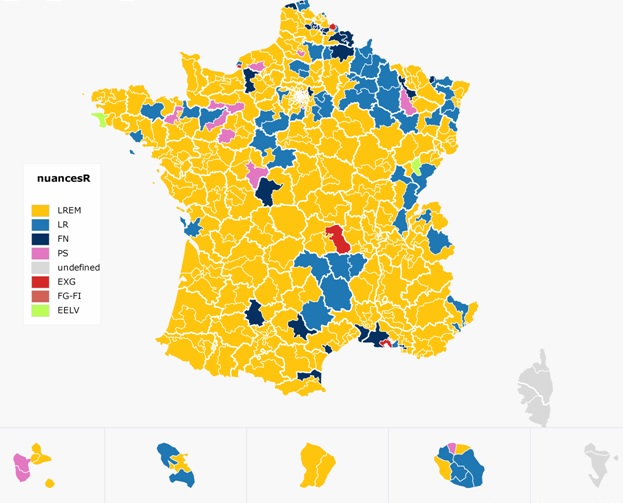 nuancesR
LREM
LR
FN
PS
undefined
EXG
FG-FI
EELV